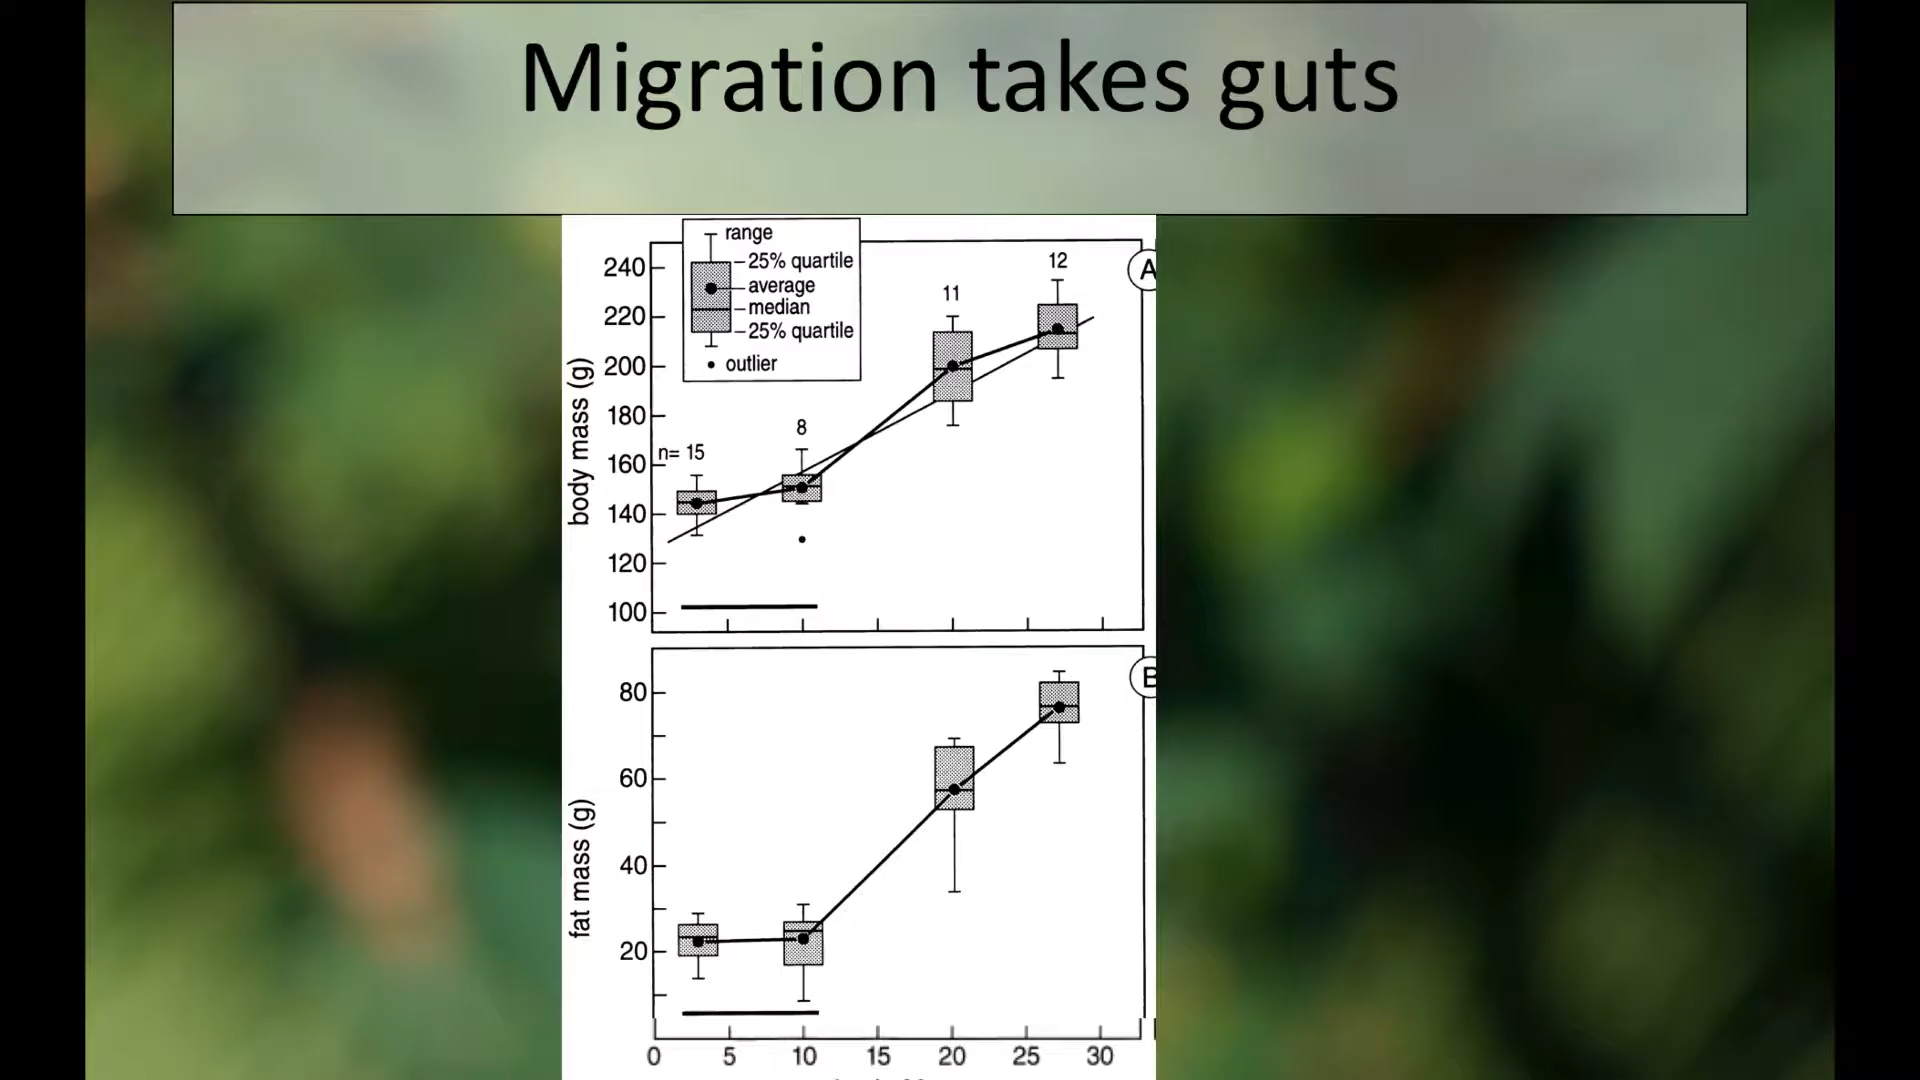 Migration takes guts
range
25% quartile
average
median
25% quartile
outlier
A
240
220
200
180
160
140
120
100
body mass (g)
n= 15
8
11
12
B
80
60
40
20
fat mass (g)
0 5 10 15 20 25 30